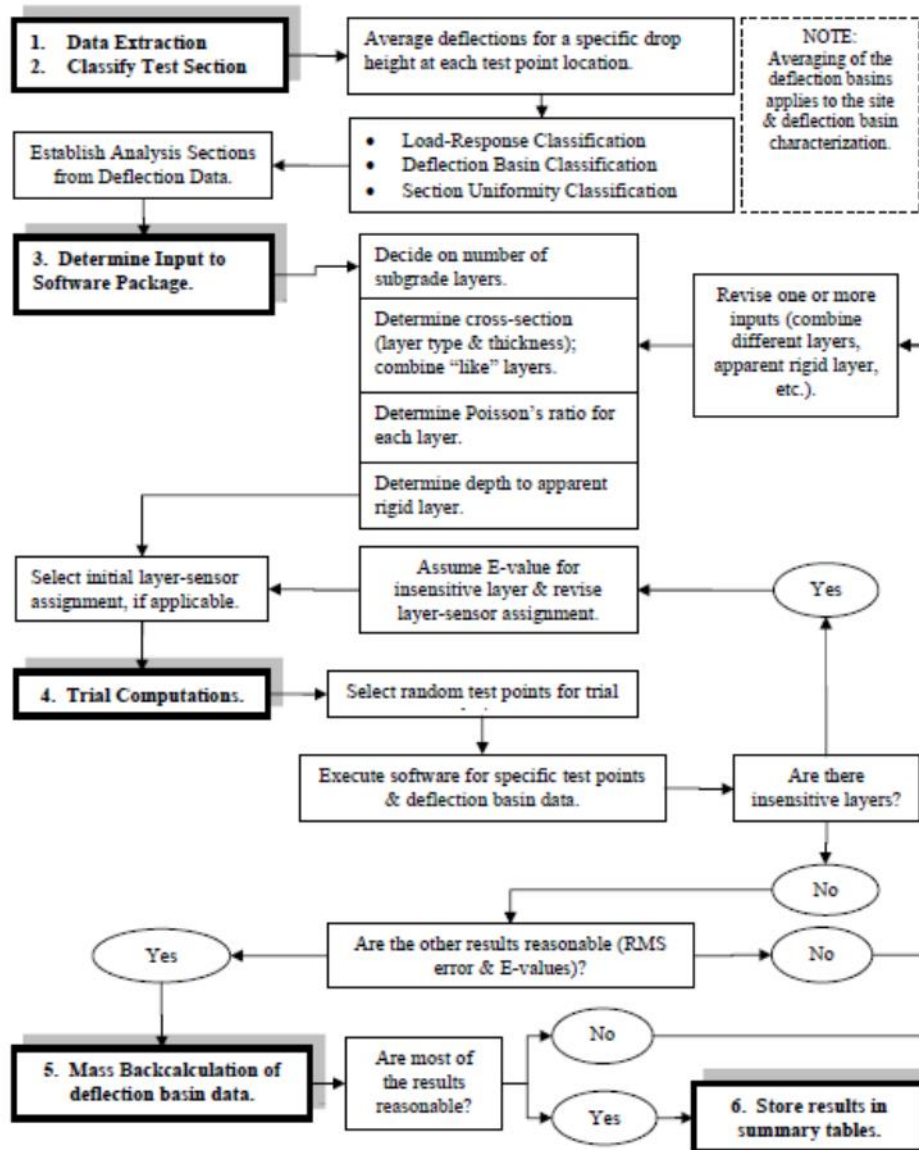 1. Data Extraction
2. Classify Test Section
Average deflections for a specific drop
height at each test point location.
NOTE:
Averaging of the
deflection basins
applies to the site
& deflection basin
characterization.
• Load-Response Classification
• Deflection Basin Classification
• Section Uniformity Classification
Establish Analysis Sections
from Deflection Data.
3. Determine Input to
Software Package.
Decide on number of
subgrade layers.
Determine cross-section
(layer type & thickness);
combine “like” layers.
Determine Poisson’s ratio for
each layer.
Determine depth to apparent
rigid layer.
Revise one or more
inputs (combine
different layers,
apparent rigid layer,
etc.).
Select initial layer-sensor
assignment, if applicable.
Assume E-value for
insensitive layer & revise
layer-sensor assignment.
Yes
4. Trial Computations.
Select random test points for trial
Execute software for specific test points
& deflection basin data.
Are there
insensitive layers?
No
Yes
Are the other results reasonable (RMS
error & E-values)?
No
5. Mass Backcalculation of
deflection basin data.
Are most of
the results
reasonable?
No
Yes
6. Store results in
summary tables.